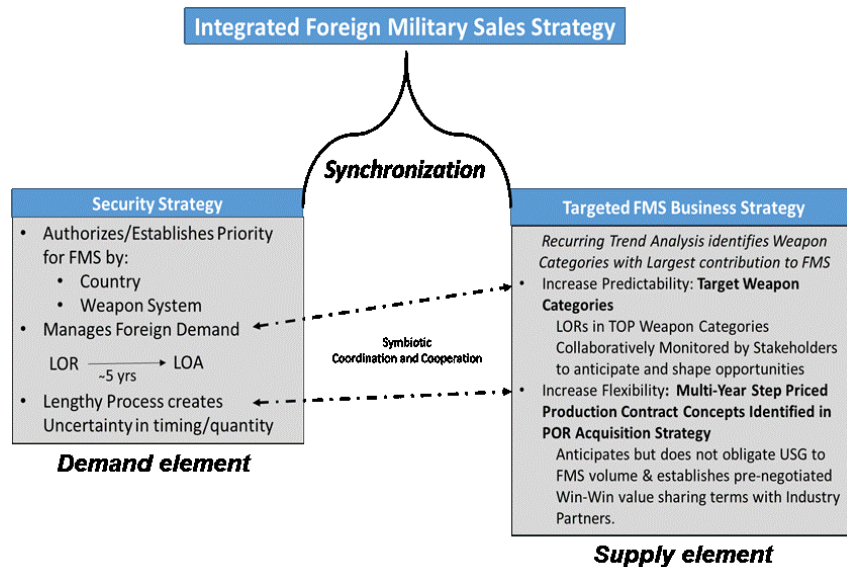 Integrated Foreign Military Sales Strategy
Synchronization
Security Strategy
• Authorizes/Establishes Priority
for FMS by:
• Country
• Weapon System
• Manages Foreign Demand
LOR LOA
~5 yrs
• Lengthy Process creates
Uncertainty in timing/quantity
Demand element
Symbiotic
Coordination and Cooperation
Targeted FMS Business Strategy
Recurring Trend Analysis identifies Weapon
Categories with Largest contribution to FMS
• Increase Predictability: Target Weapon
Categories
LORs in TOP Weapon Categories
Collaboratively Monitored by Stakeholders
to anticipate and shape opportunities
• Increase Flexibility: Multi-Year Step Priced
Production Contract Concepts Identified in
POR Acquisition Strategy
Anticipates but does not obligate USG to
FMS volume & establishes pre-negotiated
Win-Win value sharing terms with Industry
Partners.
Supply element